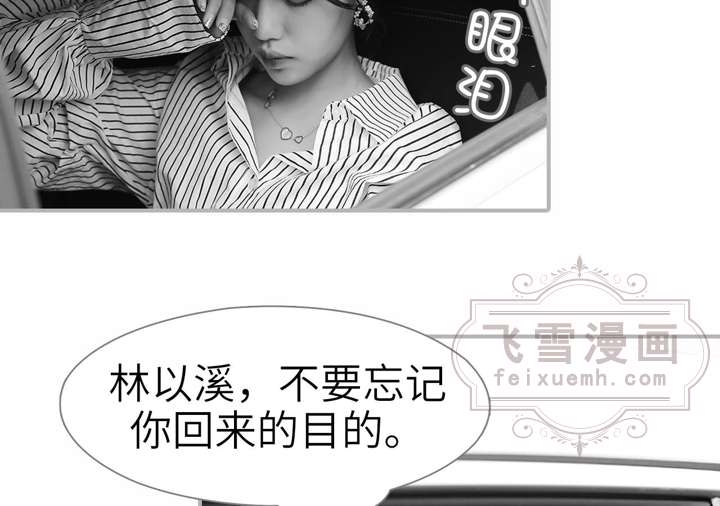 眼泪
飞雪漫画
feixuemh.com
林以溪，不要忘记
你回来的目的。